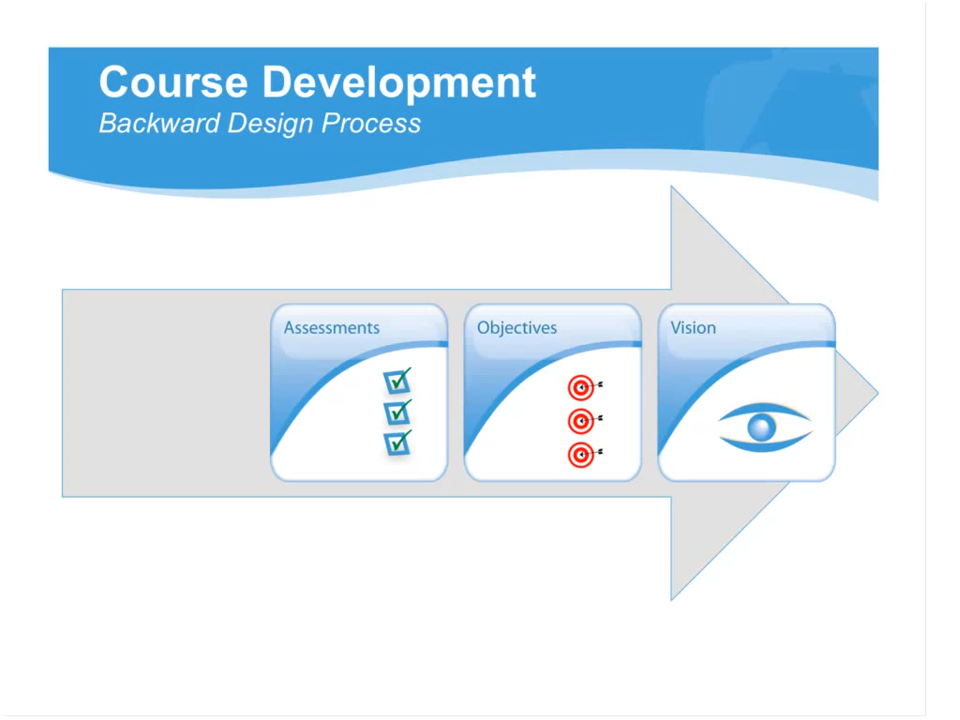 Course Development
Backward Design Process
Assessments
Objectives
Vision